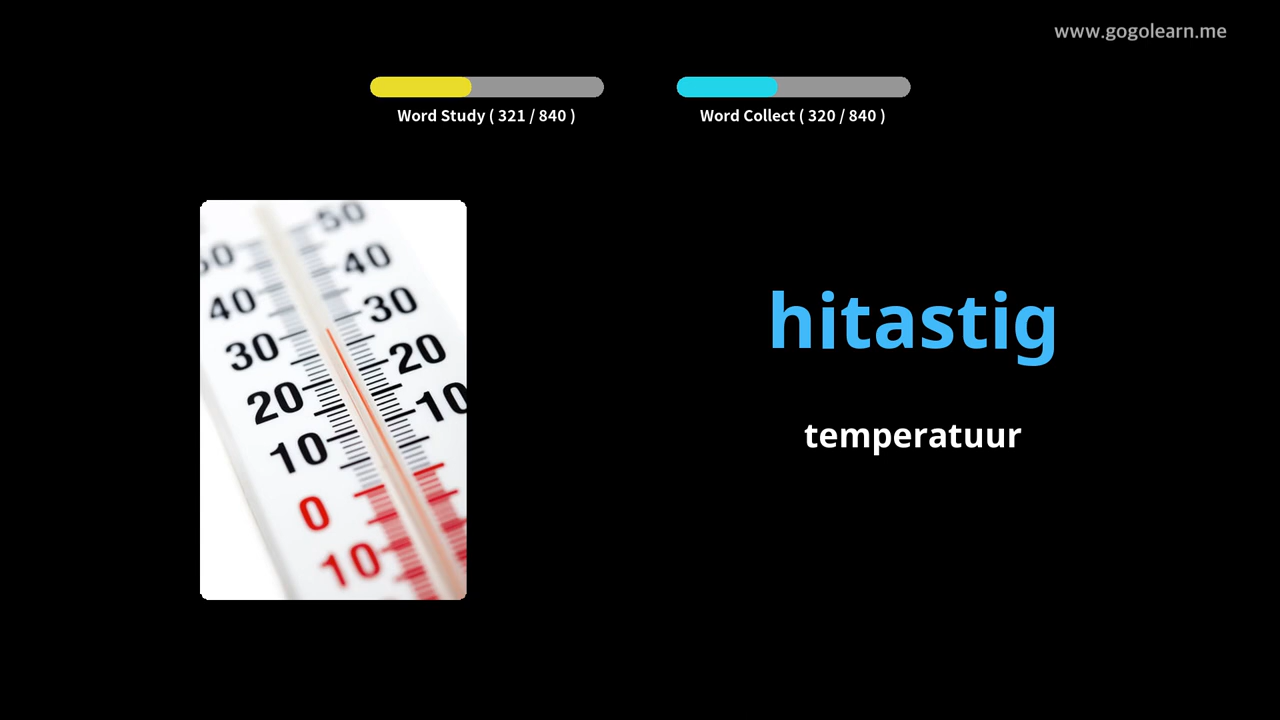 www.gogolearn.me
Word Study ( 321 / 840 )
Word Collect ( 320 / 840 )
50
50
40
40
30
30
20
20
10
10
0
10
hitastig
temperatuur